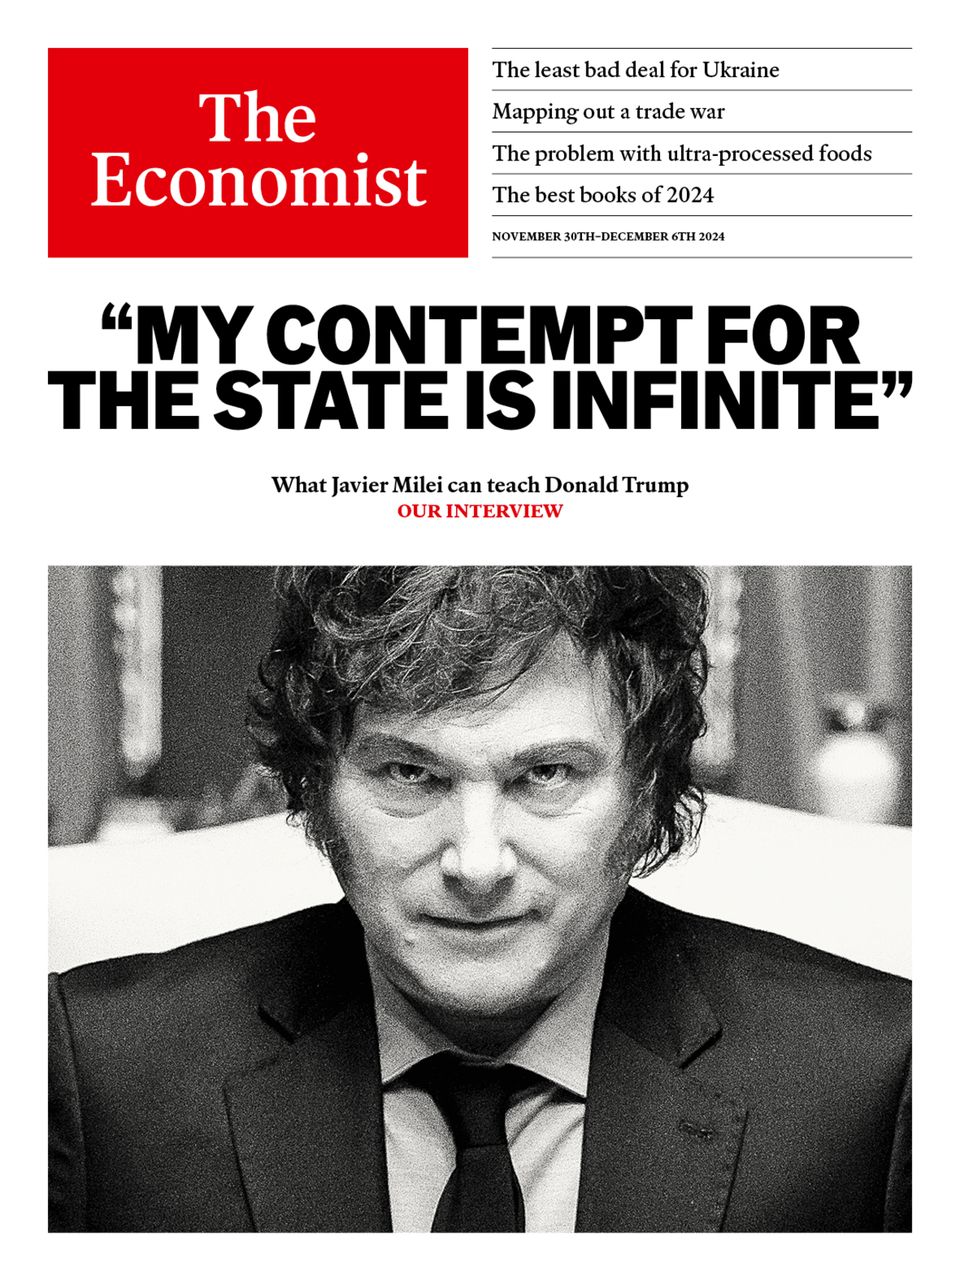 The
Economist
The least bad deal for Ukraine
Mapping out a trade war
The problem with ultra-processed foods
The best books of 2024
NOVEMBER 30TH–DECEMBER 6TH 2024
“MY CONTEMPT FOR
THE STATE IS INFINITE”
What Javier Milei can teach Donald Trump
OUR INTERVIEW